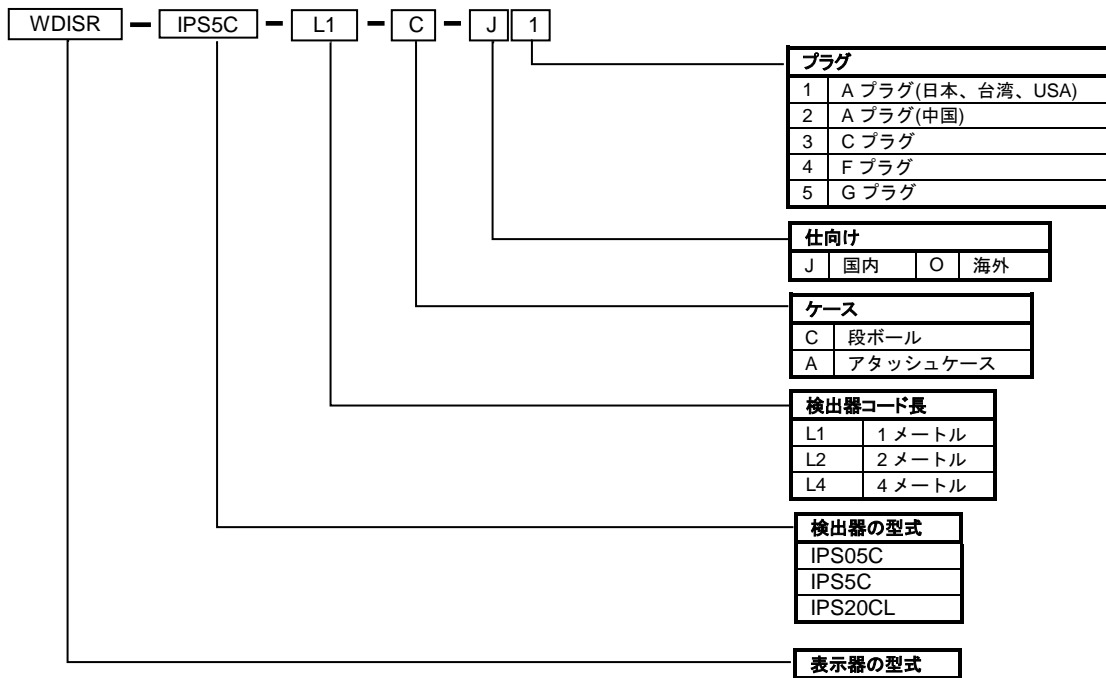 WDISR - IPS5C - L1 - C - J 1
プラグ
1 A プラグ(日本、台湾、USA)
2 A プラグ(中国)
3 C プラグ
4 F プラグ
5 G プラグ
仕向け
J 国内 O 海外
ケース
C 段ボール
A アタッシュケース
検出器コード長
L1 1 メートル
L2 2 メートル
L4 4 メートル
検出器の型式
IPS05C
IPS5C
IPS20CL
表示器の型式